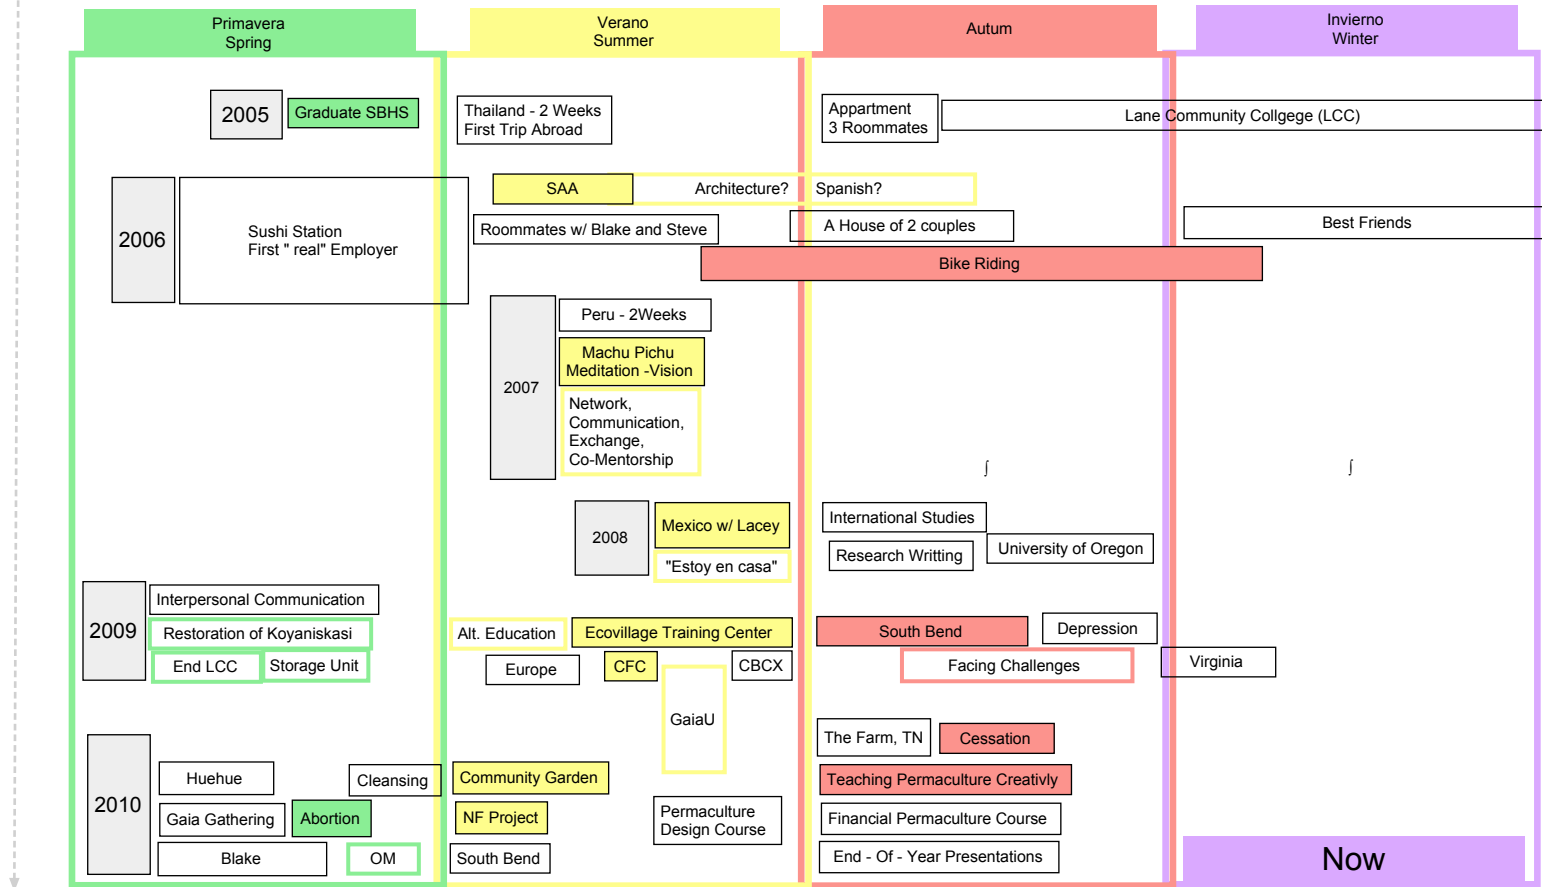 Primavera
Spring
Verano
Summer
Autum
Invierno
Winter
2005
Graduate SBHS
Thailand - 2 Weeks
First Trip Abroad
Appartment
3 Roommates
Lane Community Collgege (LCC)
2006
Sushi Station
First " real" Employer
SAA
Architecture?
Spanish?
Roommates w/ Blake and Steve
A House of 2 couples
Best Friends
Bike Riding
2007
Peru - 2Weeks
Machu Pichu
Meditation -Vision
Network,
Communication,
Exchange,
Co-Mentorship
∫
∫
2008
Mexico w/ Lacey
"Estoy en casa"
International Studies
Research Writting
University of Oregon
2009
Interpersonal Communication
Restoration of Koyaniskasi
End LCC
Storage Unit
Alt. Education
Ecovillage Training Center
Europe
CFC
CBCX
GaiaU
South Bend
Depression
Facing Challenges
Virginia
2010
Huehue
Cleansing
Gaia Gathering
Abortion
Blake
OM
Community Garden
NF Project
South Bend
Permaculture
Design Course
The Farm, TN
Cessation
Teaching Permaculture Creativly
Financial Permaculture Course
End - Of - Year Presentations
Now